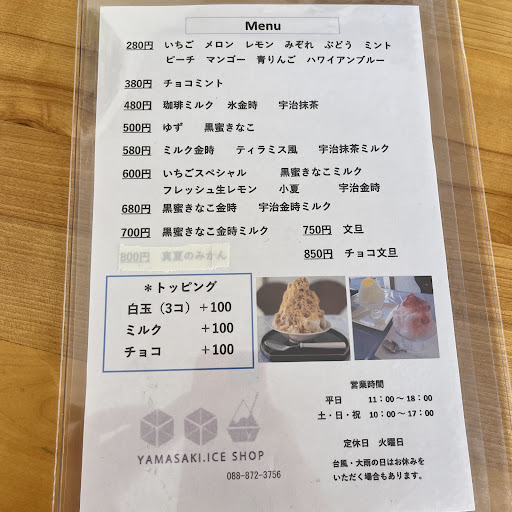 Menu
280円 いちご メロン レモン みぞれ ぶどう ミント
ピーチ マンゴー 青りんご ハワイアンブルー
380円 チョコミント
480円 珈琲ミルク 氷金時 宇治抹茶
500円 ゆず 黒蜜きなこ
580円 ミルク金時 ティラミス風 宇治抹茶ミルク
600円 いちごスペシャル 黒蜜きなこミルク
フレッシュ生レモン 小夏 宇治金時
680円 黒蜜きなこ金時 宇治金時ミルク
700円 黒蜜きなこ金時ミルク 750円 文旦
800円 真夏のみかん 850円 チョコ文旦
＊トッピング
白玉（3コ）＋100
ミルク ＋100
チョコ ＋100
営業時間
平日 11：00～18：00
土・日・祝 10：00～17：00
定休日 火曜日
台風・大雨の日はお休みを
いただく場合もあります。
YAMASAKI.ICE SHOP
088-872-3756